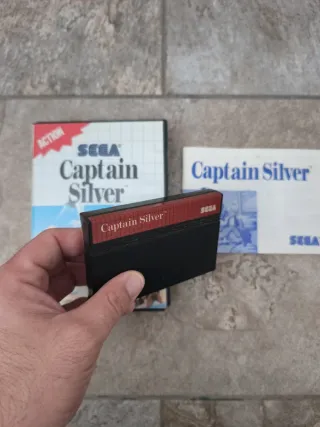 ACTION
SEGA
Captain
Silver
Captain Silver
SEGA
Captain Silver
SEGA